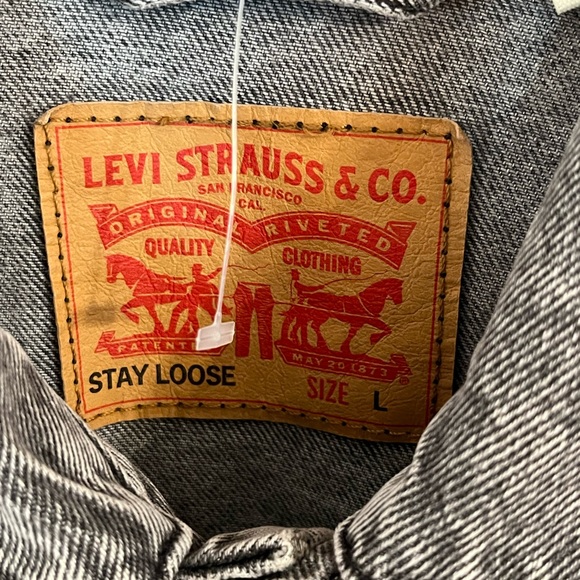 LEVI STRAUSS & CO.
SAN FRANCISCO
CAL.
ORIGINAL RIVETED
QUALITY CLOTHING
PATENTED MAY 20 1873
®
STAY LOOSE SIZE L